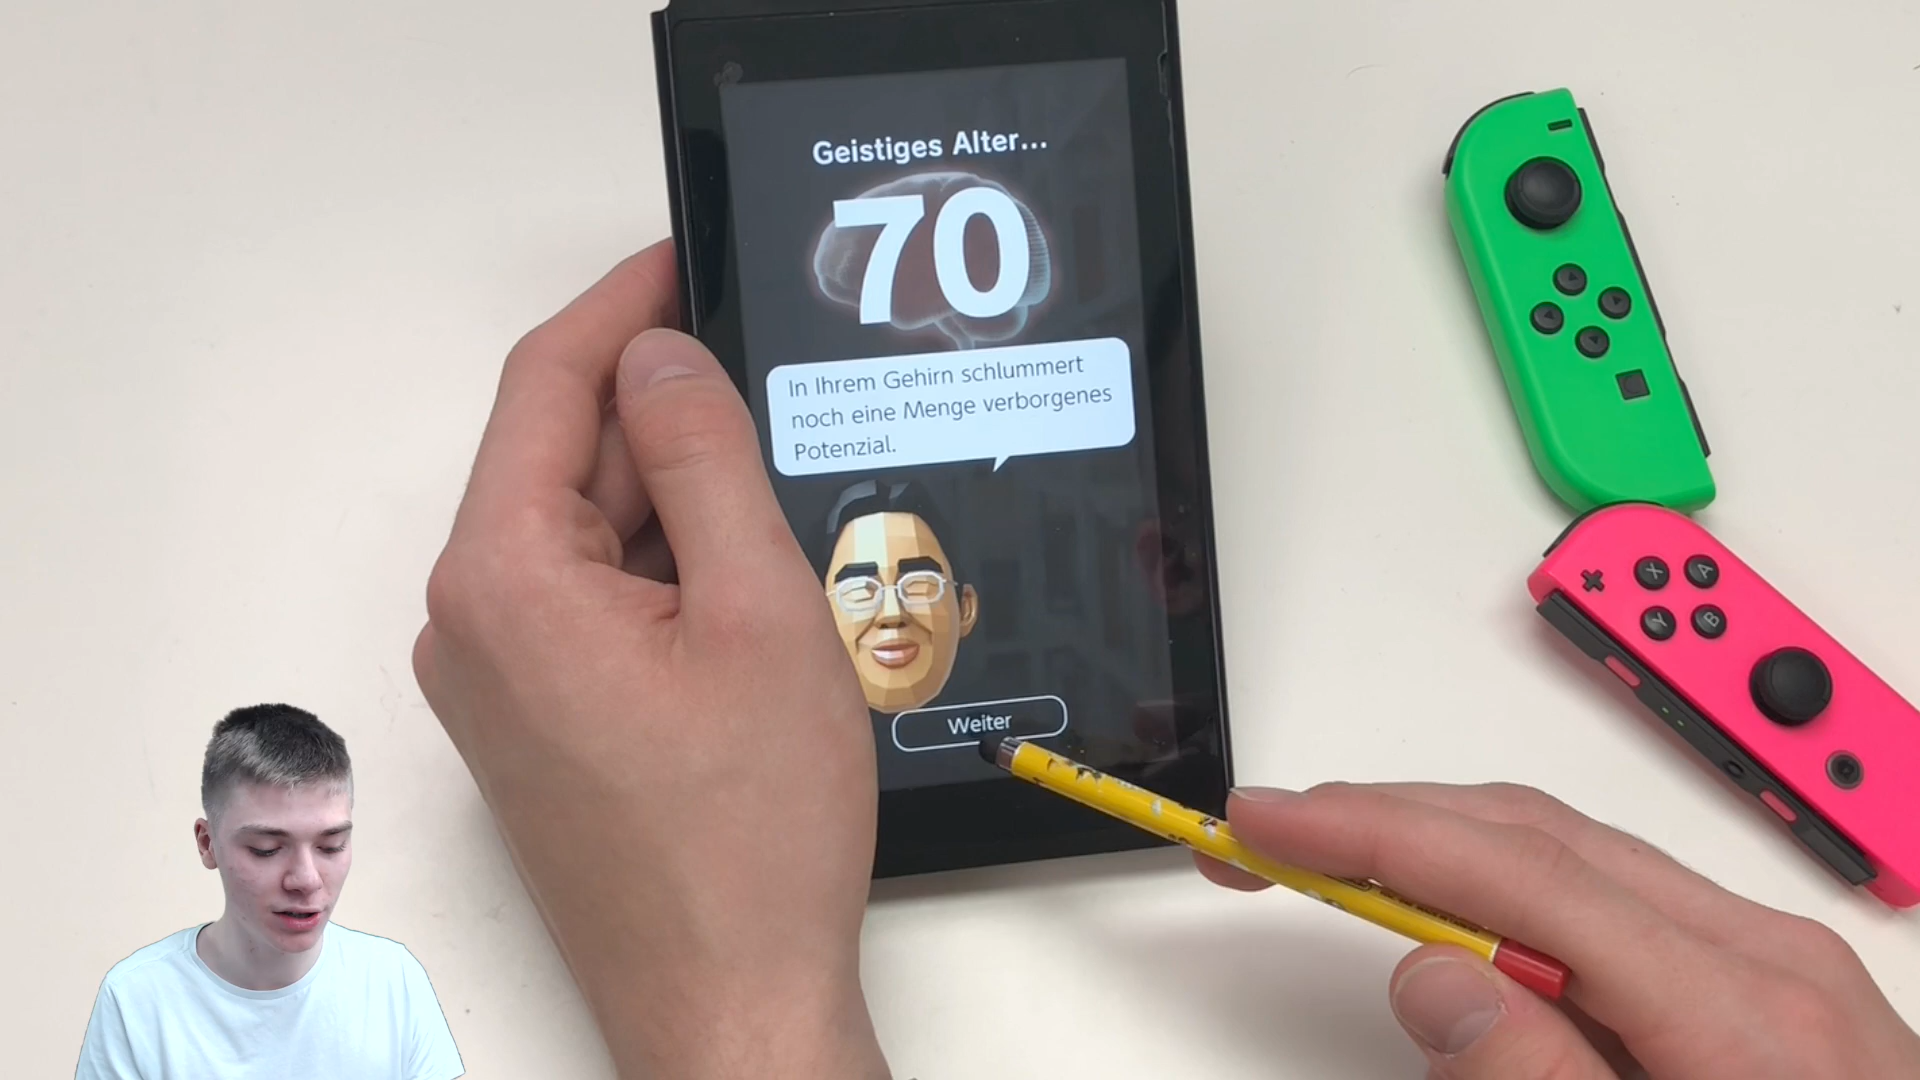 Geistiges Alter...
70
In Ihrem Gehirn schlummert
noch eine Menge verborgenes
Potenzial.
Weiter
X
A
Y
B